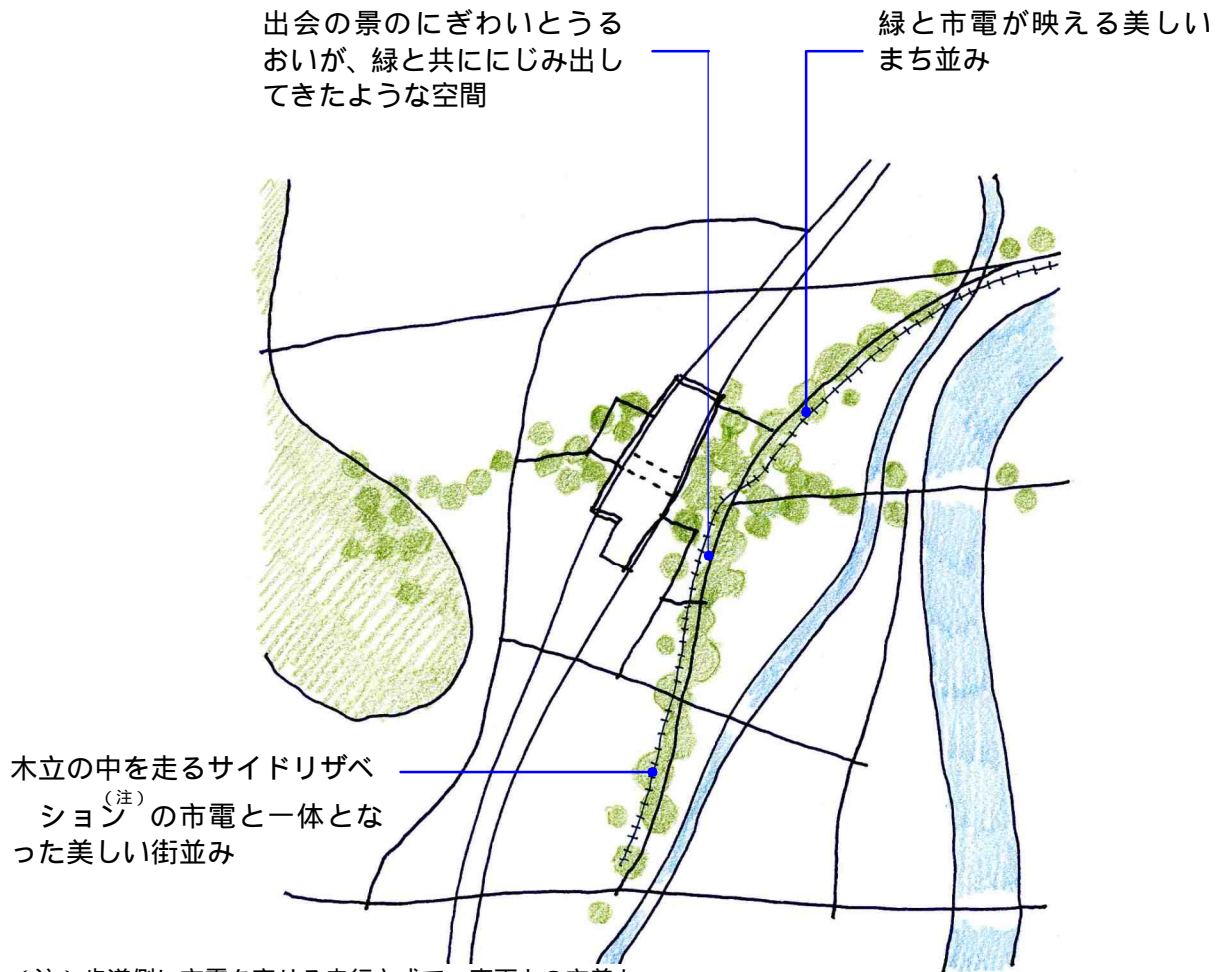 出会の景のにぎわいとうる
おいが、緑と共ににじみ出し
てきたような空間
緑と市電が映える美しい
まち並み
木立の中を走るサイドリザベ
ション（注）の市電と一体とな
った美しい街並み